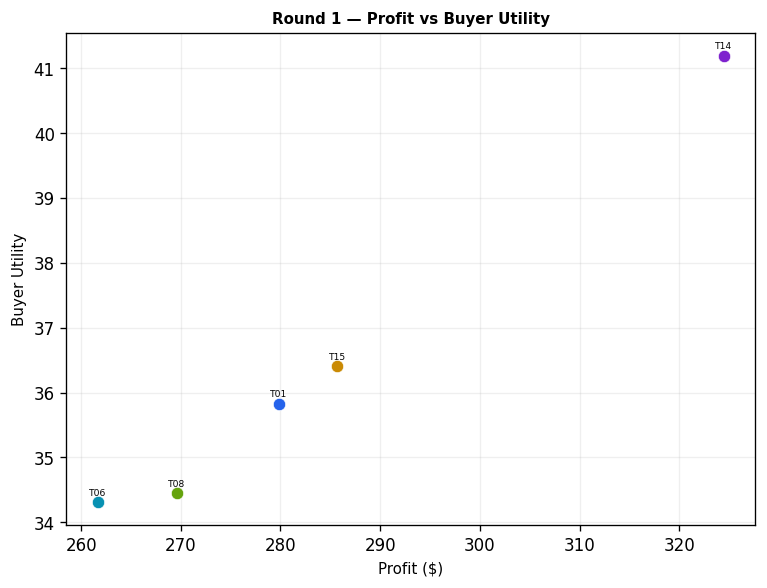 Round 1 — Profit vs Buyer Utility
T14
41
40
39
38
37
T15
36
T01
35
T08
T06
34
260 270 280 290 300 310 320
Profit ($)
Buyer Utility